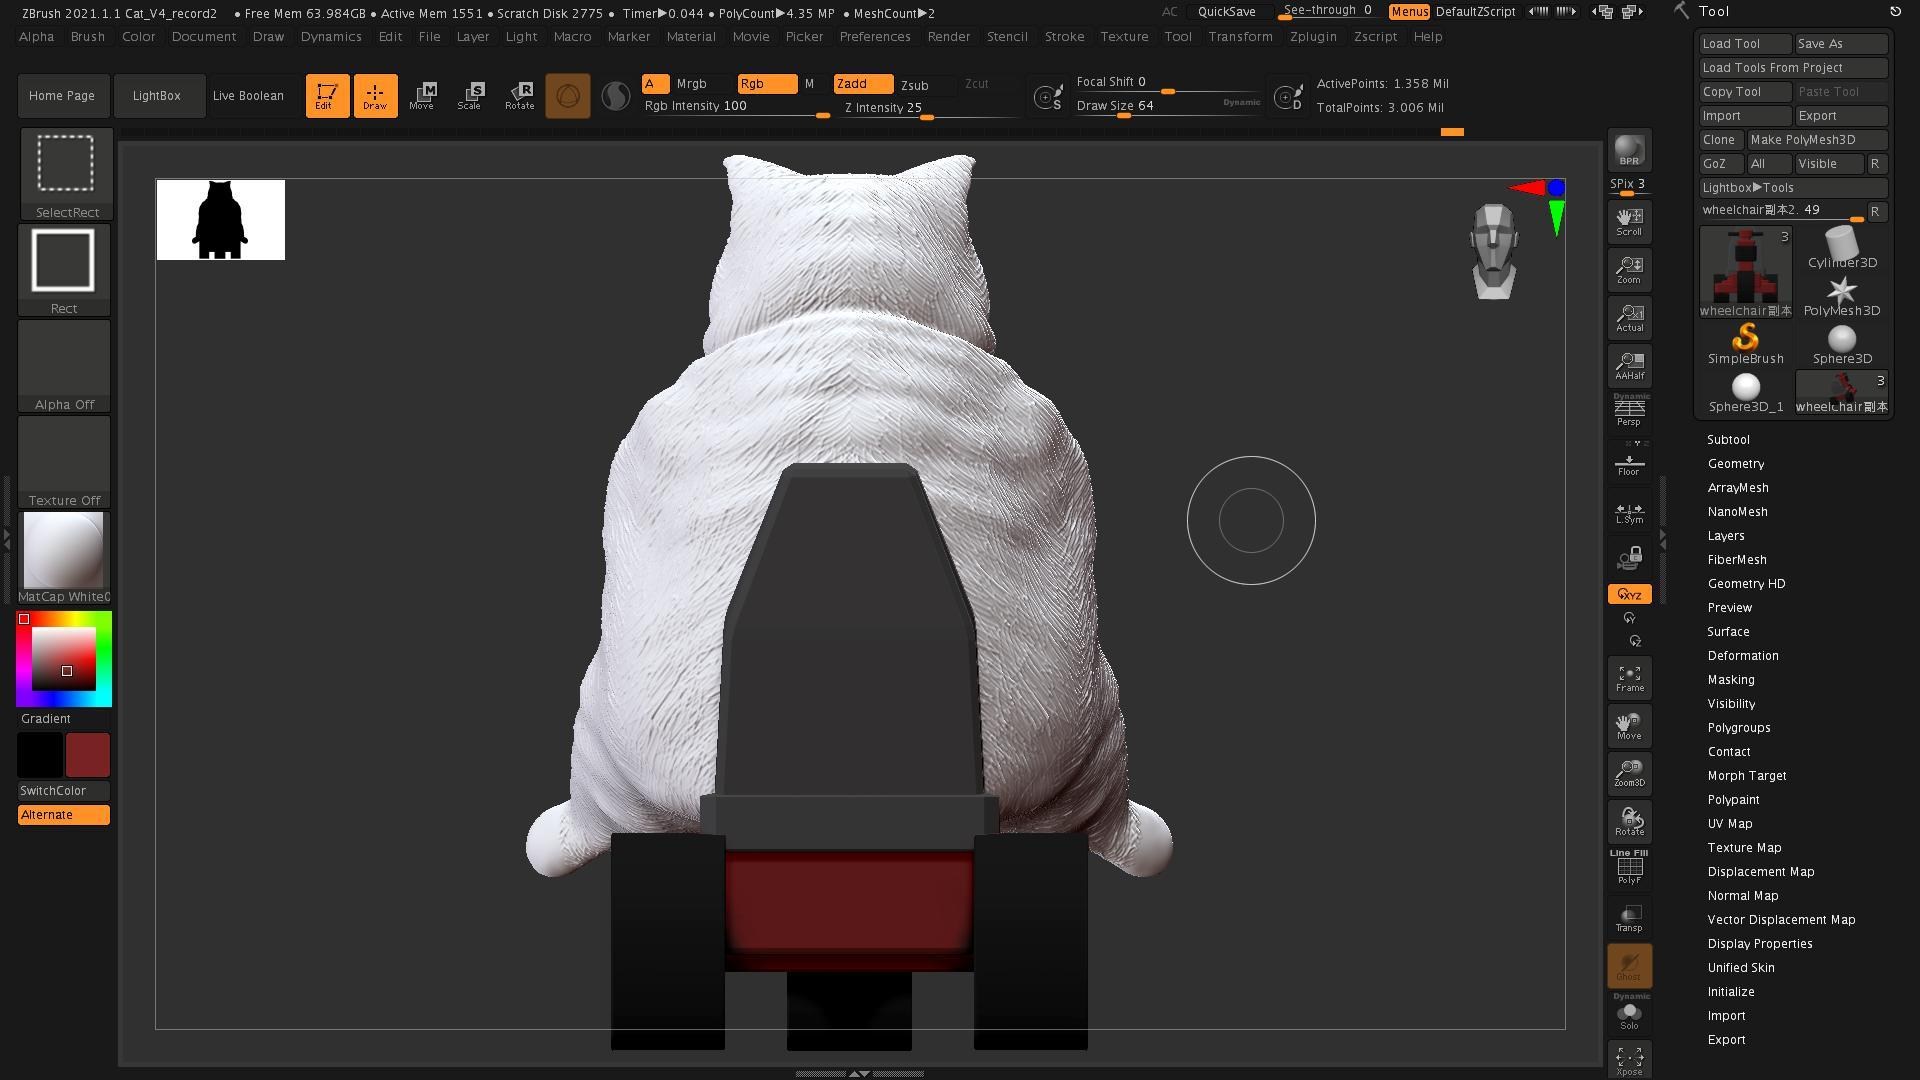 ZBrush 2021.1.1 Cat_V4_record2 • Free Mem 63.984GB • Active Mem 1551 • Scratch Disk 2775 • Timer▶0.044 • PolyCount▶4.35 MP • MeshCount▶2 AC QuickSave See-through 0 Menus DefaultZScript
Alpha Brush Color Document Draw Dynamics Edit File Layer Light Macro Marker Material Movie Picker Preferences Render Stencil Stroke Texture Tool Transform Zplugin Zscript Help
Home Page LightBox Live Boolean Edit Draw Move Scale Rotate
M S R
A Mrgb Rgb M Zadd Zsub Zcut
Rgb Intensity 100 Z Intensity 25
S
Focal Shift 0
Draw Size 64 Dynamic
D
ActivePoints: 1.358 Mil
TotalPoints: 3.006 Mil
SelectRect
Rect
Alpha Off
Texture Off
MatCap White0
Gradient
SwitchColor
Alternate
BPR
SPix 3
Scroll
Zoom
Actual
AAHalf
Dynamic
Persp
Floor
L.Sym
XYZ
Y
Z
Frame
Move
Zoom3D
Rotate
Line Fill
PolyF
Transp
Ghost
Dynamic
Solo
Xpose
Tool
Load Tool Save As
Load Tools From Project
Copy Tool Paste Tool
Import Export
Clone Make PolyMesh3D
GoZ All Visible R
Lightbox▶Tools
wheelchair副本2. 49 R
3
wheelchair副本
Cylinder3D
PolyMesh3D
SimpleBrush Sphere3D
Sphere3D_1
3
wheelchair副本
Subtool
Geometry
ArrayMesh
NanoMesh
Layers
FiberMesh
Geometry HD
Preview
Surface
Deformation
Masking
Visibility
Polygroups
Contact
Morph Target
Polypaint
UV Map
Texture Map
Displacement Map
Normal Map
Vector Displacement Map
Display Properties
Unified Skin
Initialize
Import
Export